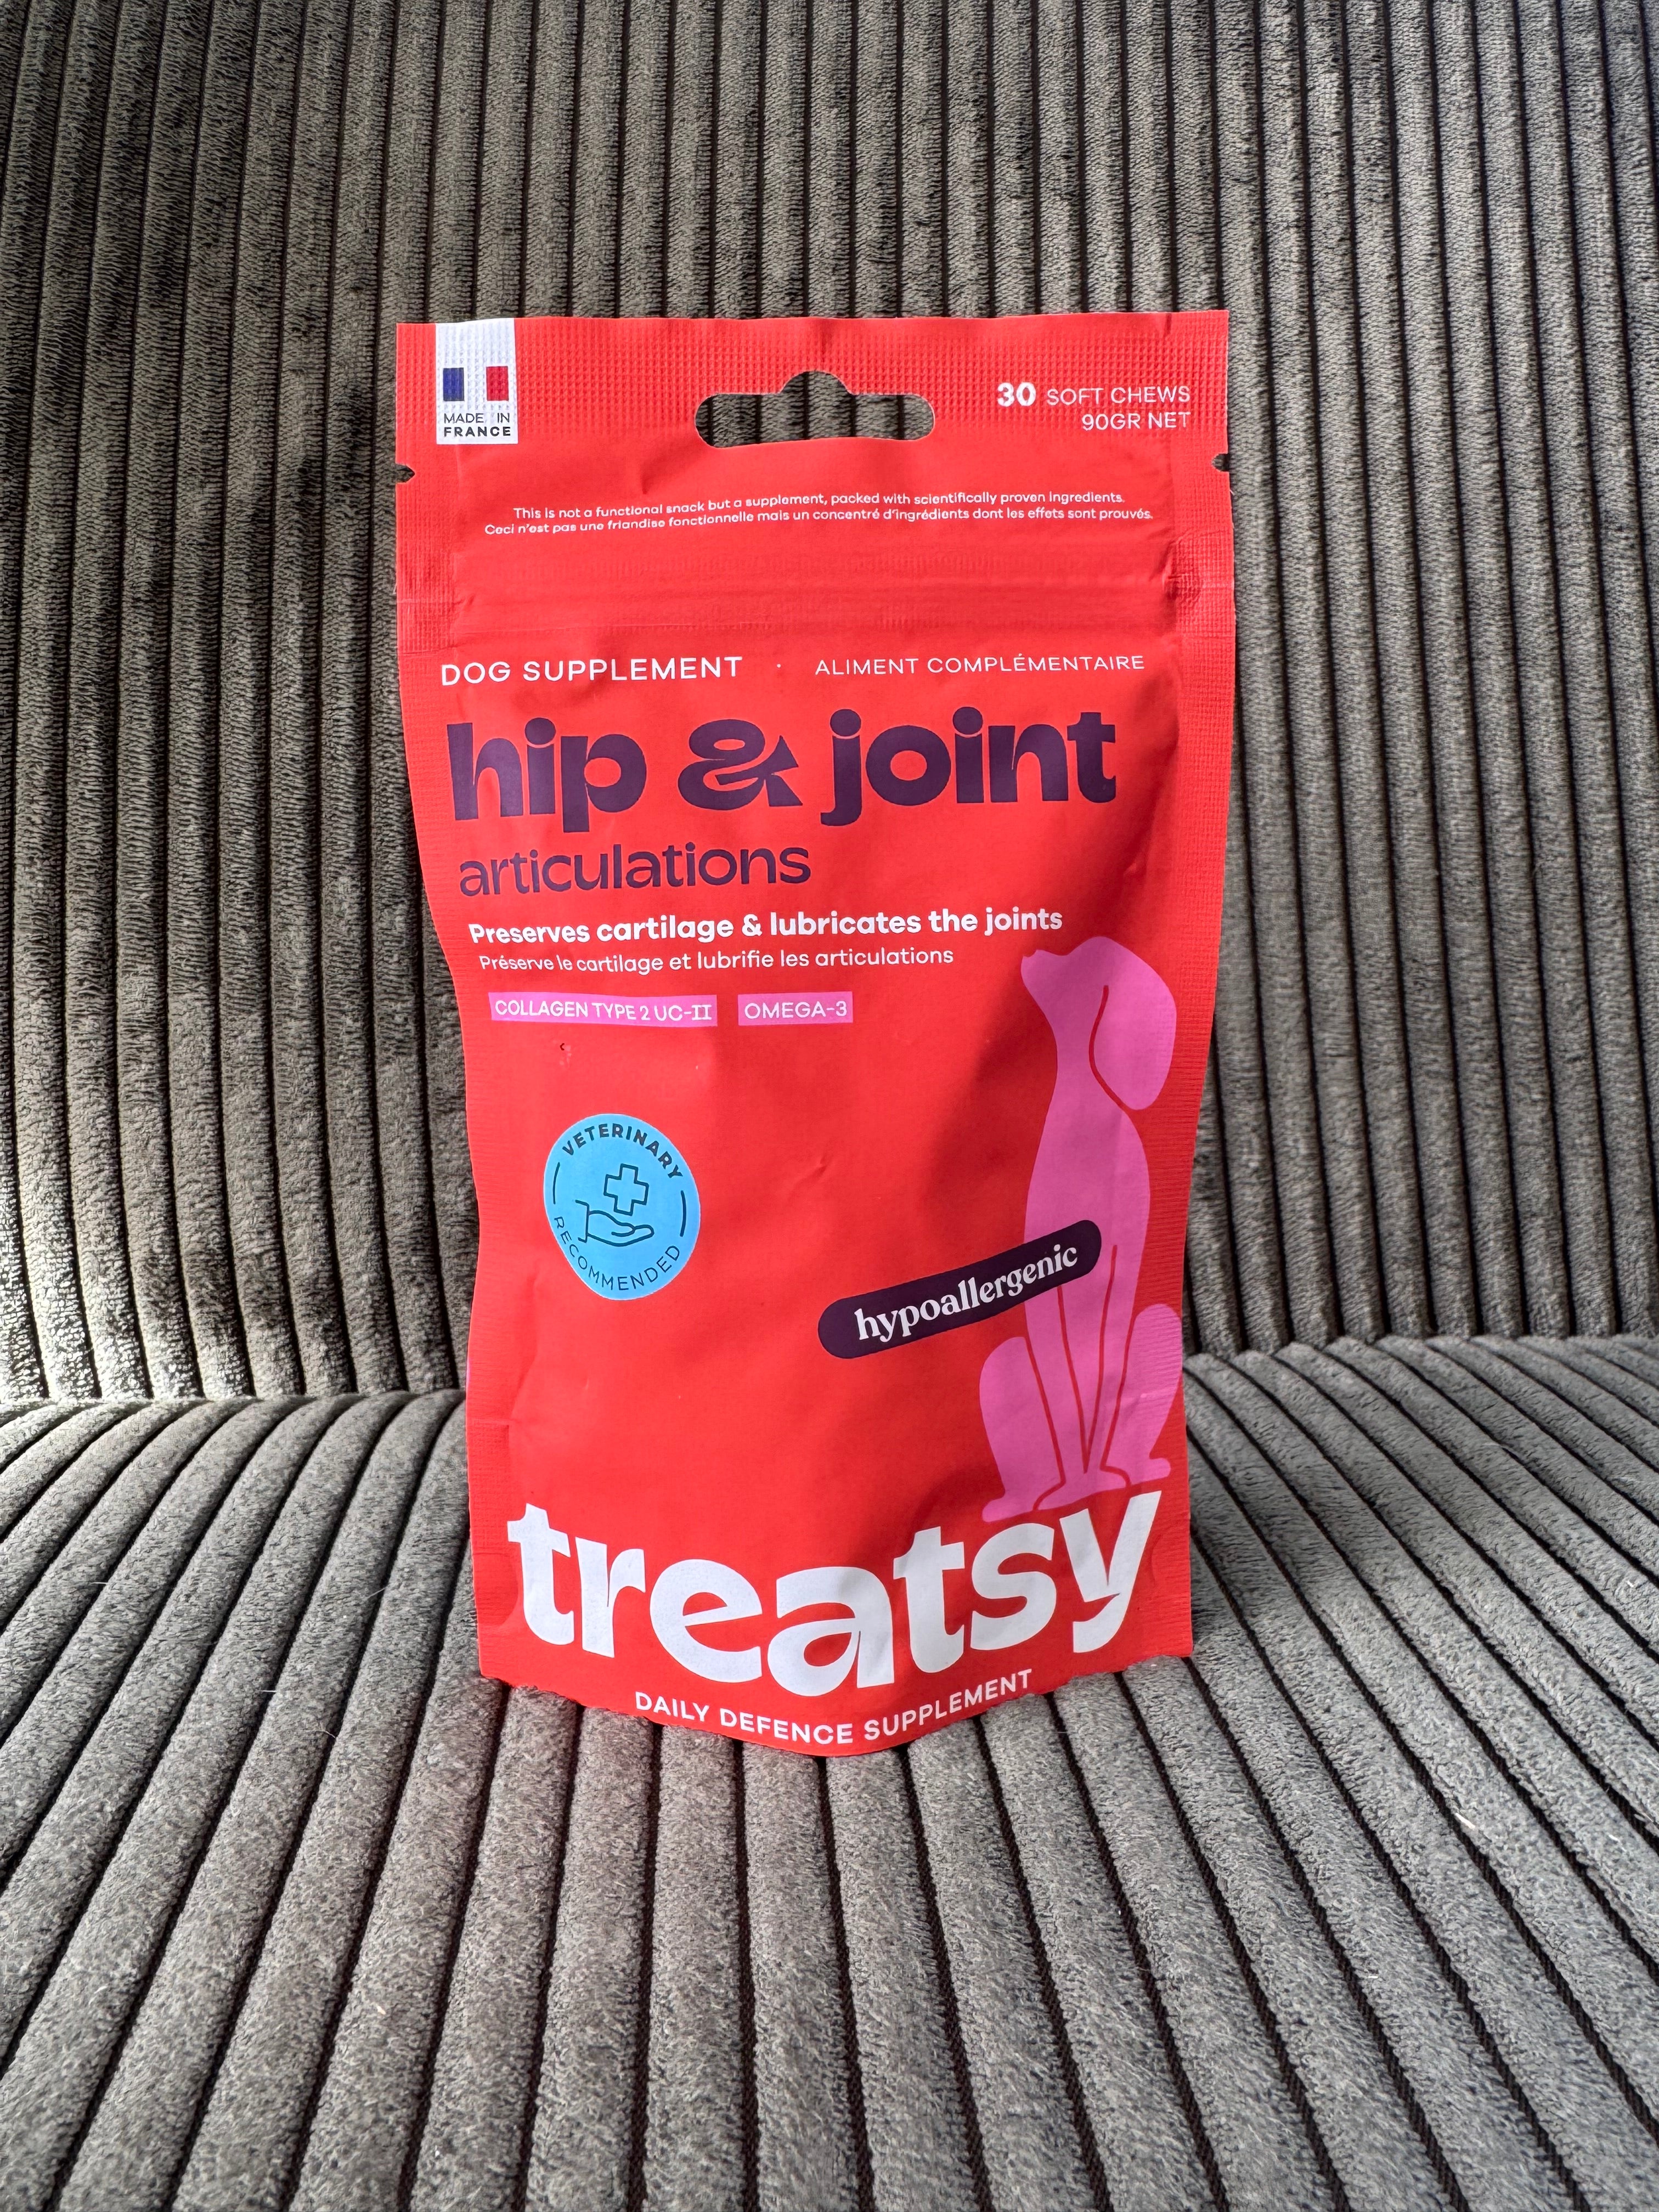 MADE IN
FRANCE
30 SOFT CHEWS
90GR NET
This is not a functional snack but a supplement, packed with scientifically proven ingredients.
Ceci n'est pas une friandise fonctionnelle mais un concentré d'ingrédients dont les effets sont prouvés.
DOG SUPPLEMENT · ALIMENT COMPLÉMENTAIRE
hip & joint
articulations
Preserves cartilage & lubricates the joints
Préserve le cartilage et lubrifie les articulations
COLLAGEN TYPE 2 UC-II OMEGA-3
VETERINARY
RECOMMENDED
hypoallergenic
treatsy
DAILY DEFENCE SUPPLEMENT